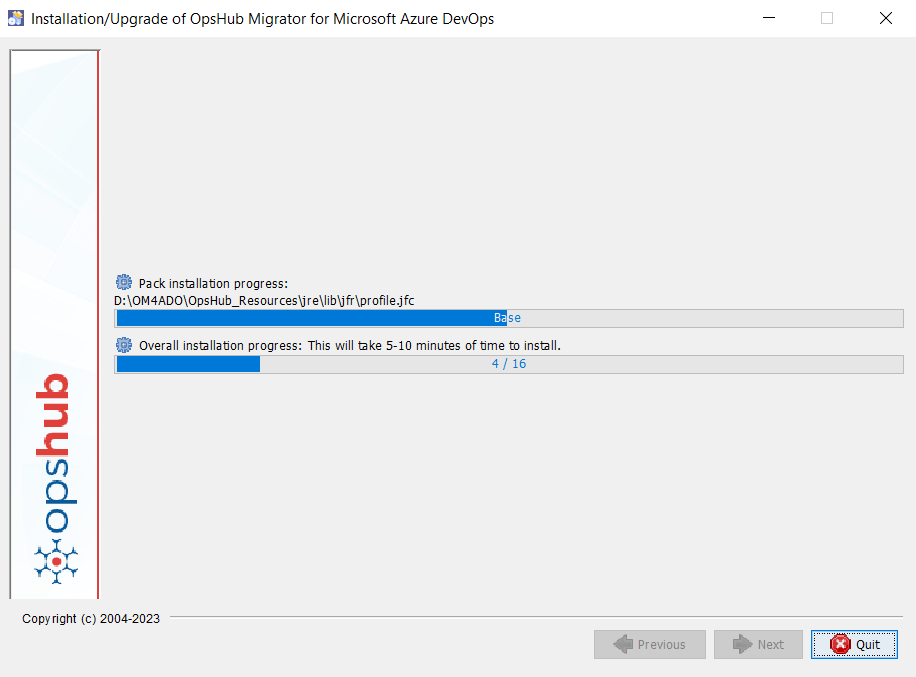 Installation/Upgrade of OpsHub Migrator for Microsoft Azure DevOps
Pack installation progress:
D:\OM4ADO\OpsHub_Resources\jre\lib\jfr\profile.jfc
Base
Overall installation progress: This will take 5-10 minutes of time to install.
4 / 16
opshub
Copyright (c) 2004-2023
Previous
Next
Quit